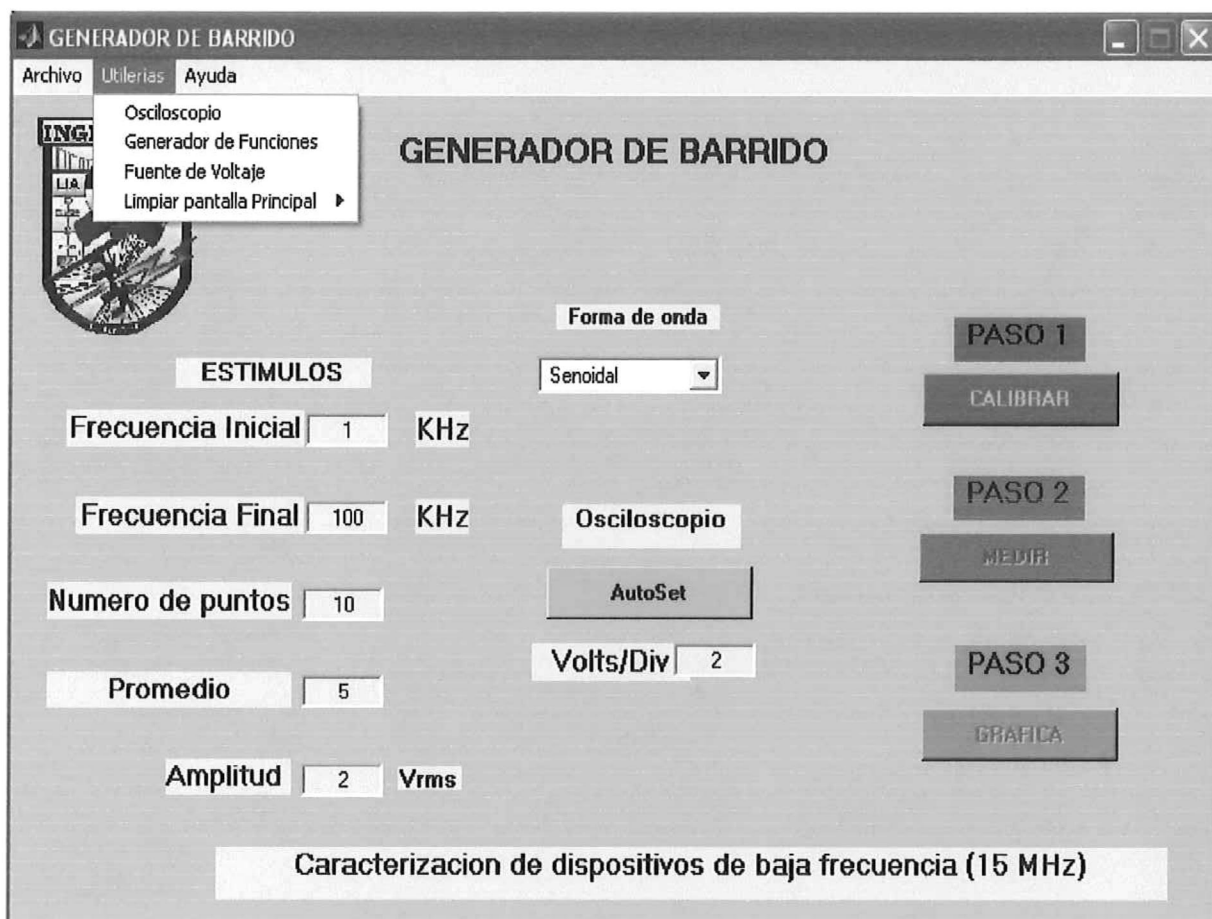 GENERADOR DE BARRIDO
Archivo Utilerias Ayuda
Osciloscopio
Generador de Funciones
Fuente de Voltaje
Limpiar pantalla Principal
LIA
GENERADOR DE BARRIDO
Forma de onda
Senoidal
ESTIMULOS
Frecuencia Inicial 1 KHz
Frecuencia Final 100 KHz
Numero de puntos 10
Promedio 5
Amplitud 2 Vrms
Osciloscopio
AutoSet
Volts/Div 2
PASO 1
CALIBRAR
PASO 2
MEDIR
PASO 3
GRAFICA
Caracterizacion de dispositivos de baja frecuencia (15 MHz)